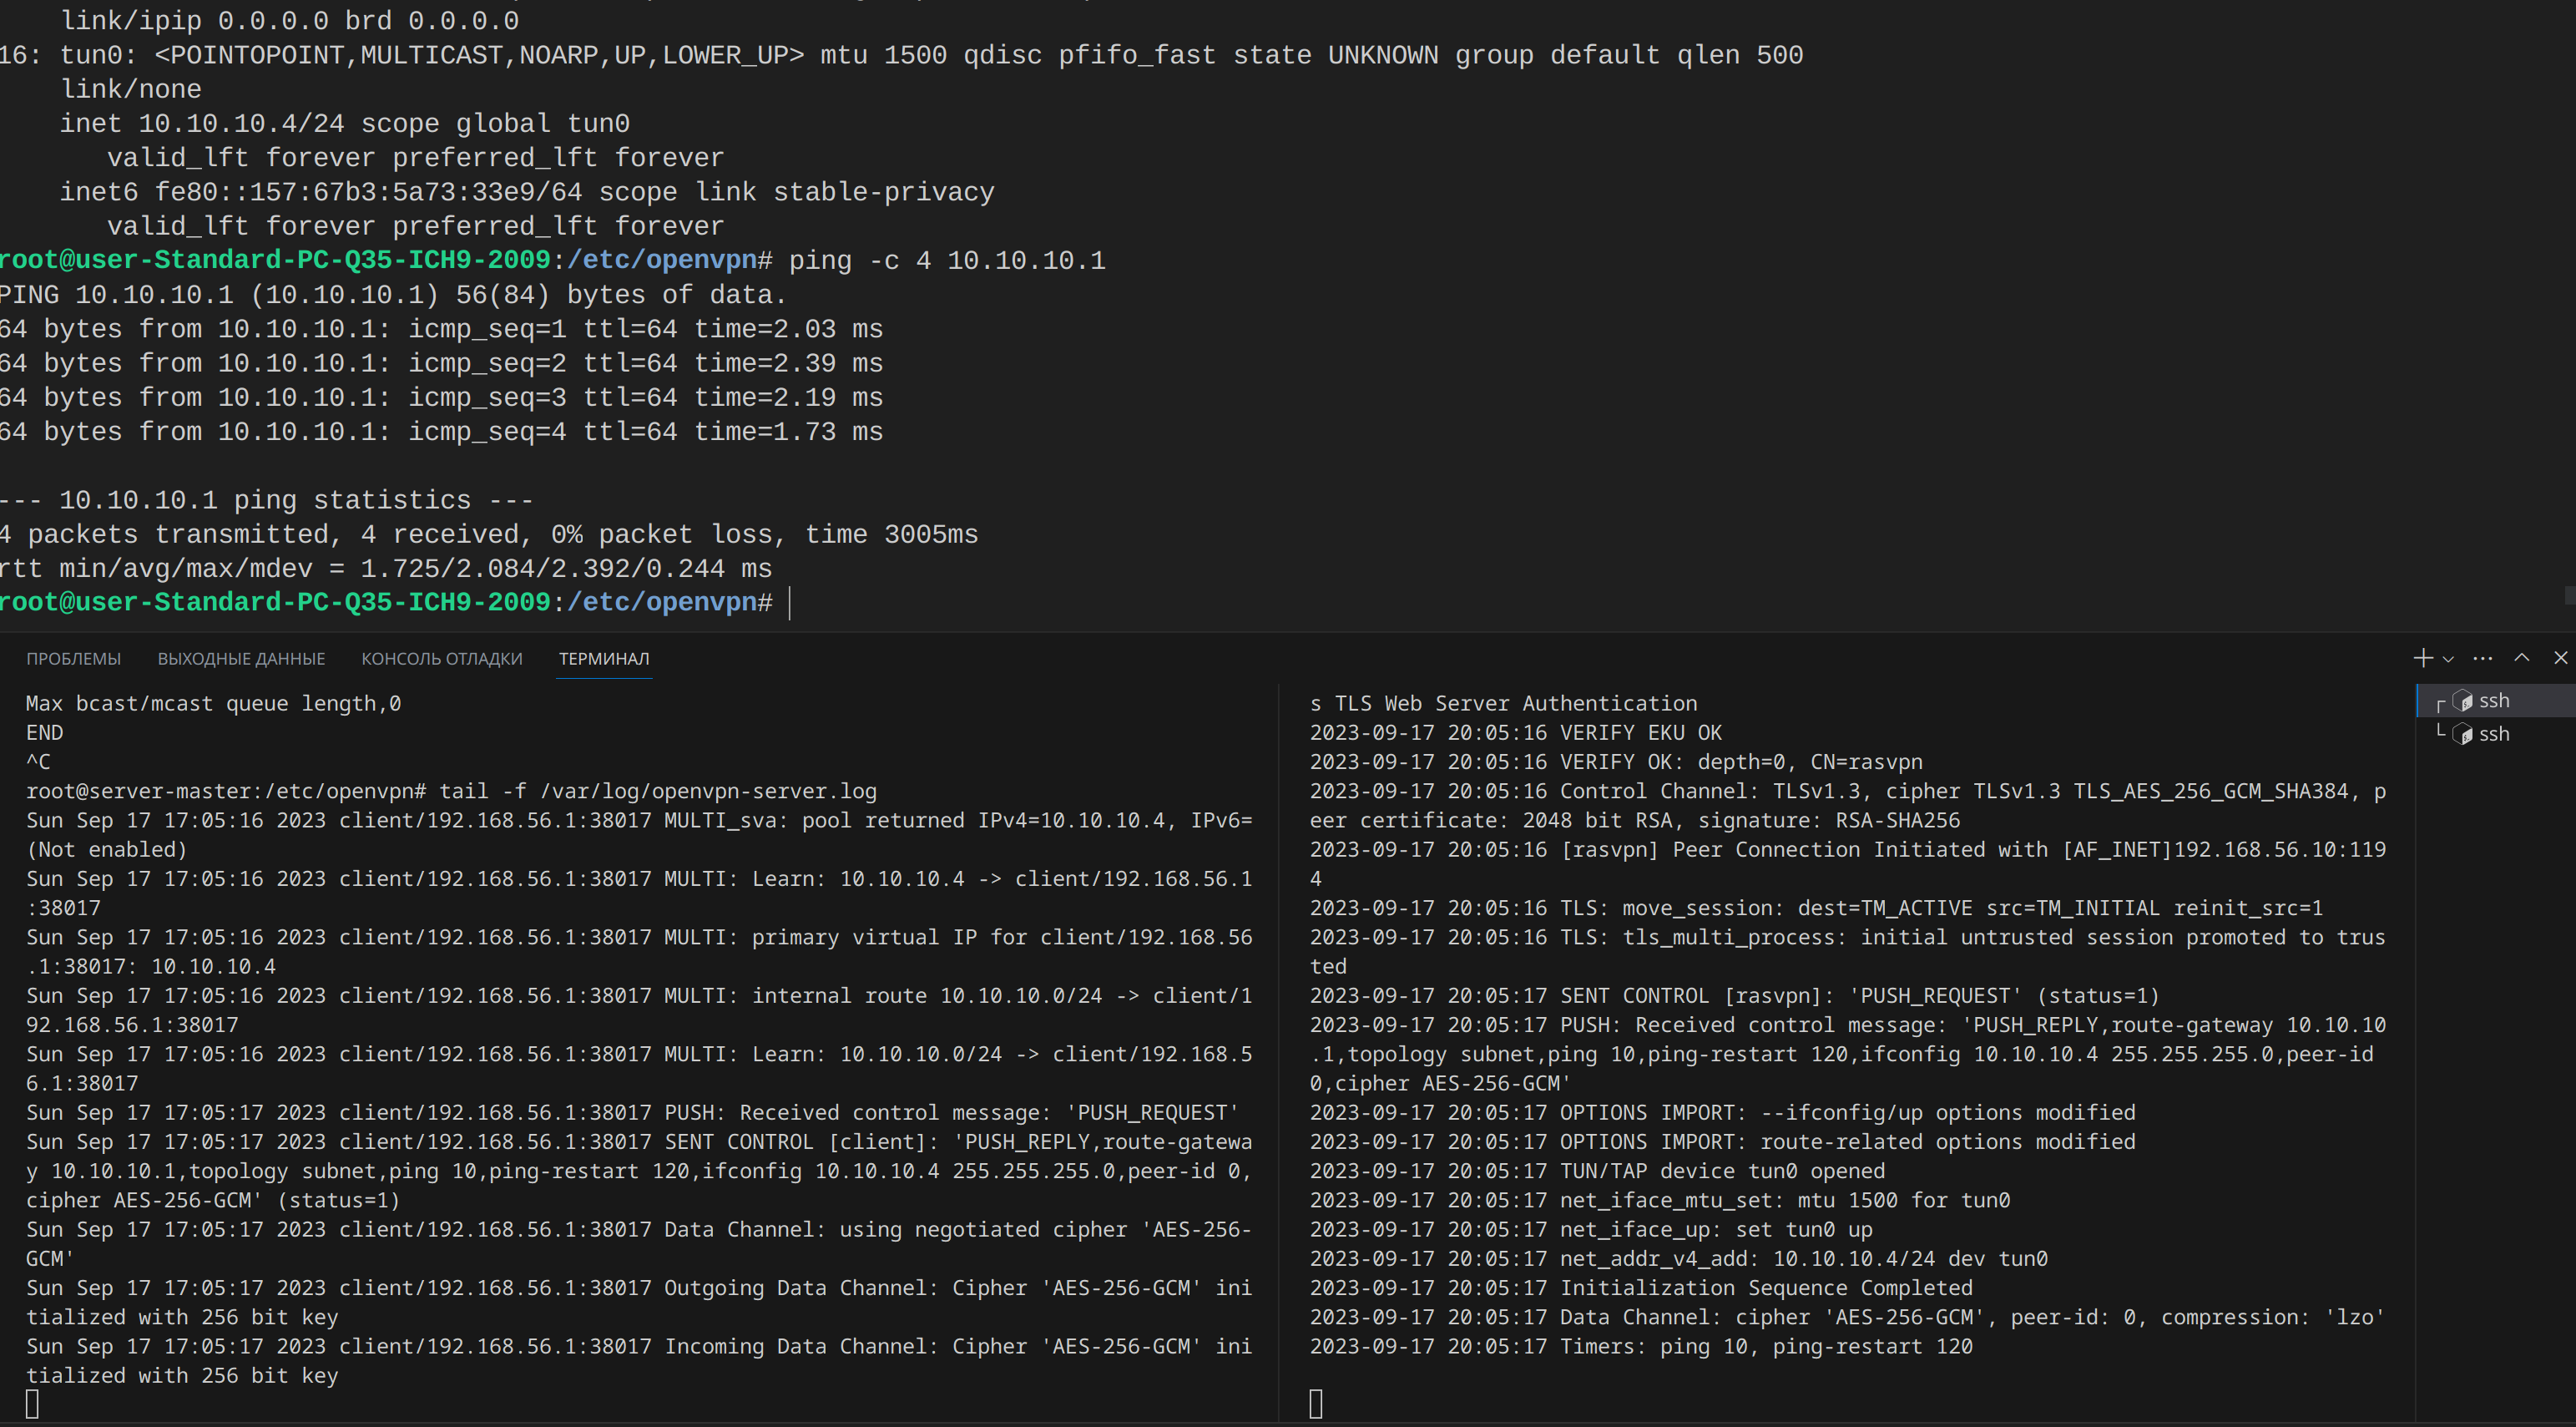 link/ipip 0.0.0.0 brd 0.0.0.0
16: tun0: <POINTOPOINT,MULTICAST,NOARP,UP,LOWER_UP> mtu 1500 qdisc pfifo_fast state UNKNOWN group default qlen 500
link/none
inet 10.10.10.4/24 scope global tun0
valid_lft forever preferred_lft forever
inet6 fe80::157:67b3:5a73:33e9/64 scope link stable-privacy
valid_lft forever preferred_lft forever
root@user-Standard-PC-Q35-ICH9-2009:/etc/openvpn# ping -c 4 10.10.10.1
PING 10.10.10.1 (10.10.10.1) 56(84) bytes of data.
64 bytes from 10.10.10.1: icmp_seq=1 ttl=64 time=2.03 ms
64 bytes from 10.10.10.1: icmp_seq=2 ttl=64 time=2.39 ms
64 bytes from 10.10.10.1: icmp_seq=3 ttl=64 time=2.19 ms
64 bytes from 10.10.10.1: icmp_seq=4 ttl=64 time=1.73 ms
--- 10.10.10.1 ping statistics ---
4 packets transmitted, 4 received, 0% packet loss, time 3005ms
rtt min/avg/max/mdev = 1.725/2.084/2.392/0.244 ms
root@user-Standard-PC-Q35-ICH9-2009:/etc/openvpn#
ПРОБЛЕМЫ ВЫХОДНЫЕ ДАННЫЕ КОНСОЛЬ ОТЛАДКИ ТЕРМИНАЛ
Max bcast/mcast queue length,0
END
^C
root@server-master:/etc/openvpn# tail -f /var/log/openvpn-server.log
Sun Sep 17 17:05:16 2023 client/192.168.56.1:38017 MULTI_sva: pool returned IPv4=10.10.10.4, IPv6=
(Not enabled)
Sun Sep 17 17:05:16 2023 client/192.168.56.1:38017 MULTI: Learn: 10.10.10.4 -> client/192.168.56.1
:38017
Sun Sep 17 17:05:16 2023 client/192.168.56.1:38017 MULTI: primary virtual IP for client/192.168.56
.1:38017: 10.10.10.4
Sun Sep 17 17:05:16 2023 client/192.168.56.1:38017 MULTI: internal route 10.10.10.0/24 -> client/1
92.168.56.1:38017
Sun Sep 17 17:05:16 2023 client/192.168.56.1:38017 MULTI: Learn: 10.10.10.0/24 -> client/192.168.5
6.1:38017
Sun Sep 17 17:05:17 2023 client/192.168.56.1:38017 PUSH: Received control message: 'PUSH_REQUEST'
Sun Sep 17 17:05:17 2023 client/192.168.56.1:38017 SENT CONTROL [client]: 'PUSH_REPLY,route-gatewa
y 10.10.10.1,topology subnet,ping 10,ping-restart 120,ifconfig 10.10.10.4 255.255.255.0,peer-id 0,
cipher AES-256-GCM' (status=1)
Sun Sep 17 17:05:17 2023 client/192.168.56.1:38017 Data Channel: using negotiated cipher 'AES-256-
GCM'
Sun Sep 17 17:05:17 2023 client/192.168.56.1:38017 Outgoing Data Channel: Cipher 'AES-256-GCM' ini
tialized with 256 bit key
Sun Sep 17 17:05:17 2023 client/192.168.56.1:38017 Incoming Data Channel: Cipher 'AES-256-GCM' ini
tialized with 256 bit key
s TLS Web Server Authentication
2023-09-17 20:05:16 VERIFY EKU OK
2023-09-17 20:05:16 VERIFY OK: depth=0, CN=rasvpn
2023-09-17 20:05:16 Control Channel: TLSv1.3, cipher TLSv1.3 TLS_AES_256_GCM_SHA384, p
eer certificate: 2048 bit RSA, signature: RSA-SHA256
2023-09-17 20:05:16 [rasvpn] Peer Connection Initiated with [AF_INET]192.168.56.10:119
4
2023-09-17 20:05:16 TLS: move_session: dest=TM_ACTIVE src=TM_INITIAL reinit_src=1
2023-09-17 20:05:16 TLS: tls_multi_process: initial untrusted session promoted to trus
ted
2023-09-17 20:05:17 SENT CONTROL [rasvpn]: 'PUSH_REQUEST' (status=1)
2023-09-17 20:05:17 PUSH: Received control message: 'PUSH_REPLY,route-gateway 10.10.10
.1,topology subnet,ping 10,ping-restart 120,ifconfig 10.10.10.4 255.255.255.0,peer-id
0,cipher AES-256-GCM'
2023-09-17 20:05:17 OPTIONS IMPORT: --ifconfig/up options modified
2023-09-17 20:05:17 OPTIONS IMPORT: route-related options modified
2023-09-17 20:05:17 TUN/TAP device tun0 opened
2023-09-17 20:05:17 net_iface_mtu_set: mtu 1500 for tun0
2023-09-17 20:05:17 net_iface_up: set tun0 up
2023-09-17 20:05:17 net_addr_v4_add: 10.10.10.4/24 dev tun0
2023-09-17 20:05:17 Initialization Sequence Completed
2023-09-17 20:05:17 Data Channel: cipher 'AES-256-GCM', peer-id: 0, compression: 'lzo'
2023-09-17 20:05:17 Timers: ping 10, ping-restart 120
ssh
ssh